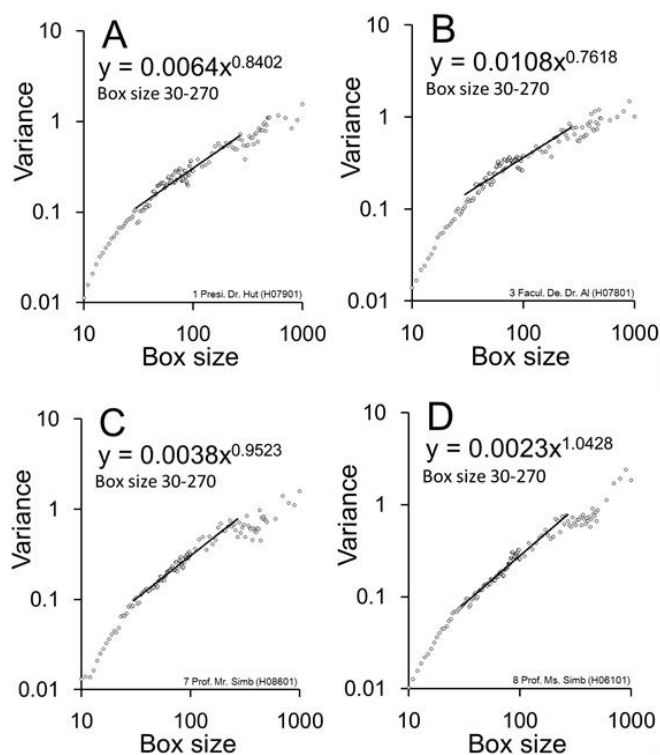 A
y = 0.0064x^0.8402
Box size 30-270
Variance
10
1
0.1
0.01
10 100 1000
Box size
1 Presi. Dr. Hut (H07901)
B
y = 0.0108x^0.7618
Box size 30-270
Variance
10
1
0.1
0.01
10 100 1000
Box size
3 Facul. De. Dr. Al (H07801)
C
y = 0.0038x^0.9523
Box size 30-270
Variance
10
1
0.1
0.01
10 100 1000
Box size
7 Prof. Mr. Simb (H08601)
D
y = 0.0023x^1.0428
Box size 30-270
Variance
10
1
0.1
0.01
10 100 1000
Box size
8 Prof. Ms. Simb (H06101)